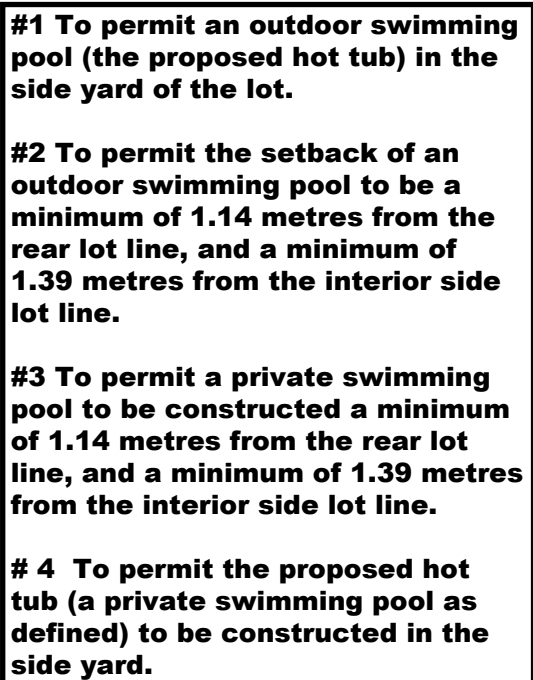 #1 To permit an outdoor swimming
pool (the proposed hot tub) in the
side yard of the lot.
#2 To permit the setback of an
outdoor swimming pool to be a
minimum of 1.14 metres from the
rear lot line, and a minimum of
1.39 metres from the interior side
lot line.
#3 To permit a private swimming
pool to be constructed a minimum
of 1.14 metres from the rear lot
line, and a minimum of 1.39 metres
from the interior side lot line.
# 4 To permit the proposed hot
tub (a private swimming pool as
defined) to be constructed in the
side yard.